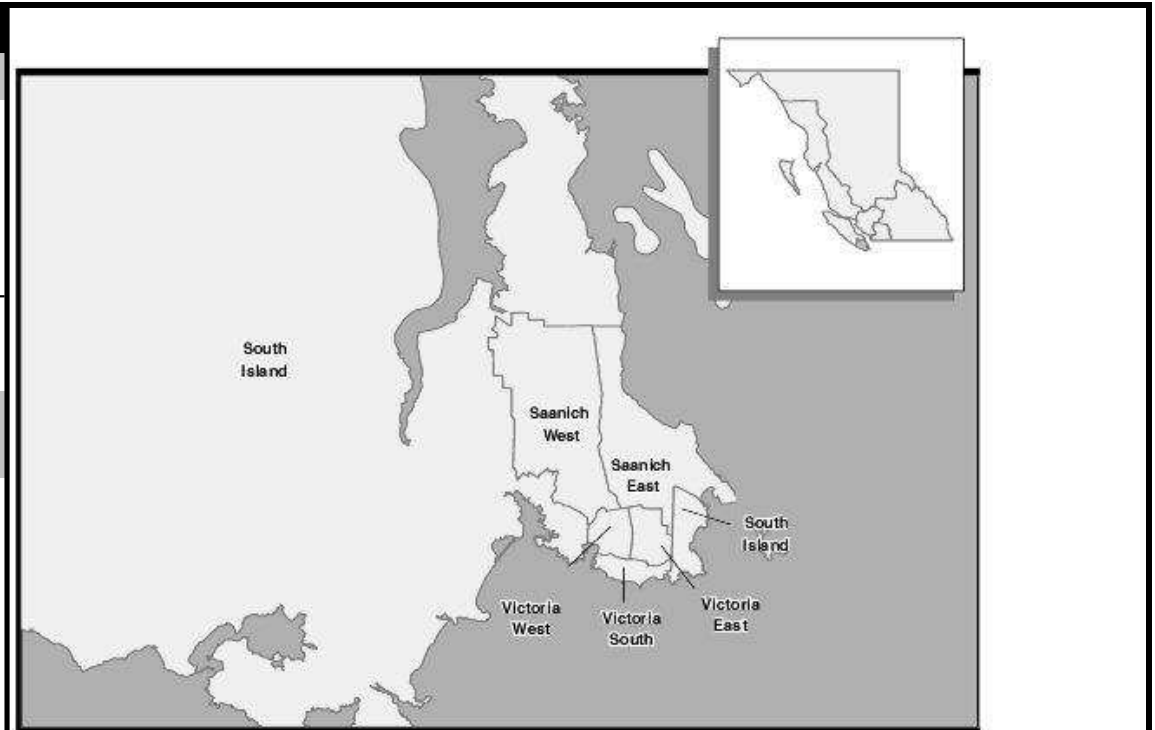 South
Island
Saanich
West
Saanich
East
South
Island
Victoria
West
Victoria
South
Victoria
East